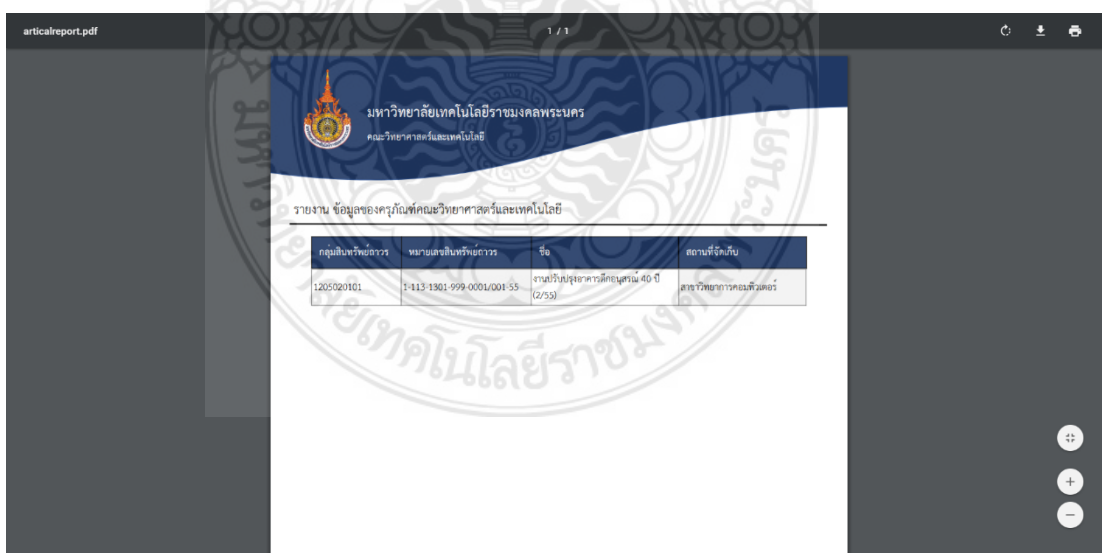 articalreport.pdf
1 / 1
มหาวิทยาลัยเทคโนโลยีราชมงคลพระนคร
คณะวิทยาศาสตร์และเทคโนโลยี
รายงาน ข้อมูลของครุภัณฑ์คณะวิทยาศาสตร์และเทคโนโลยี
กลุ่มสินทรัพย์ถาวร หมายเลขสินทรัพย์ถาวร ชื่อ สถานที่จัดเก็บ
1205020101 1-113-1301-999-0001/001-55 งานปรับปรุงอาคารตึกอนุสรณ์ 40 ปี (2/55) สาขาวิทยาการคอมพิวเตอร์